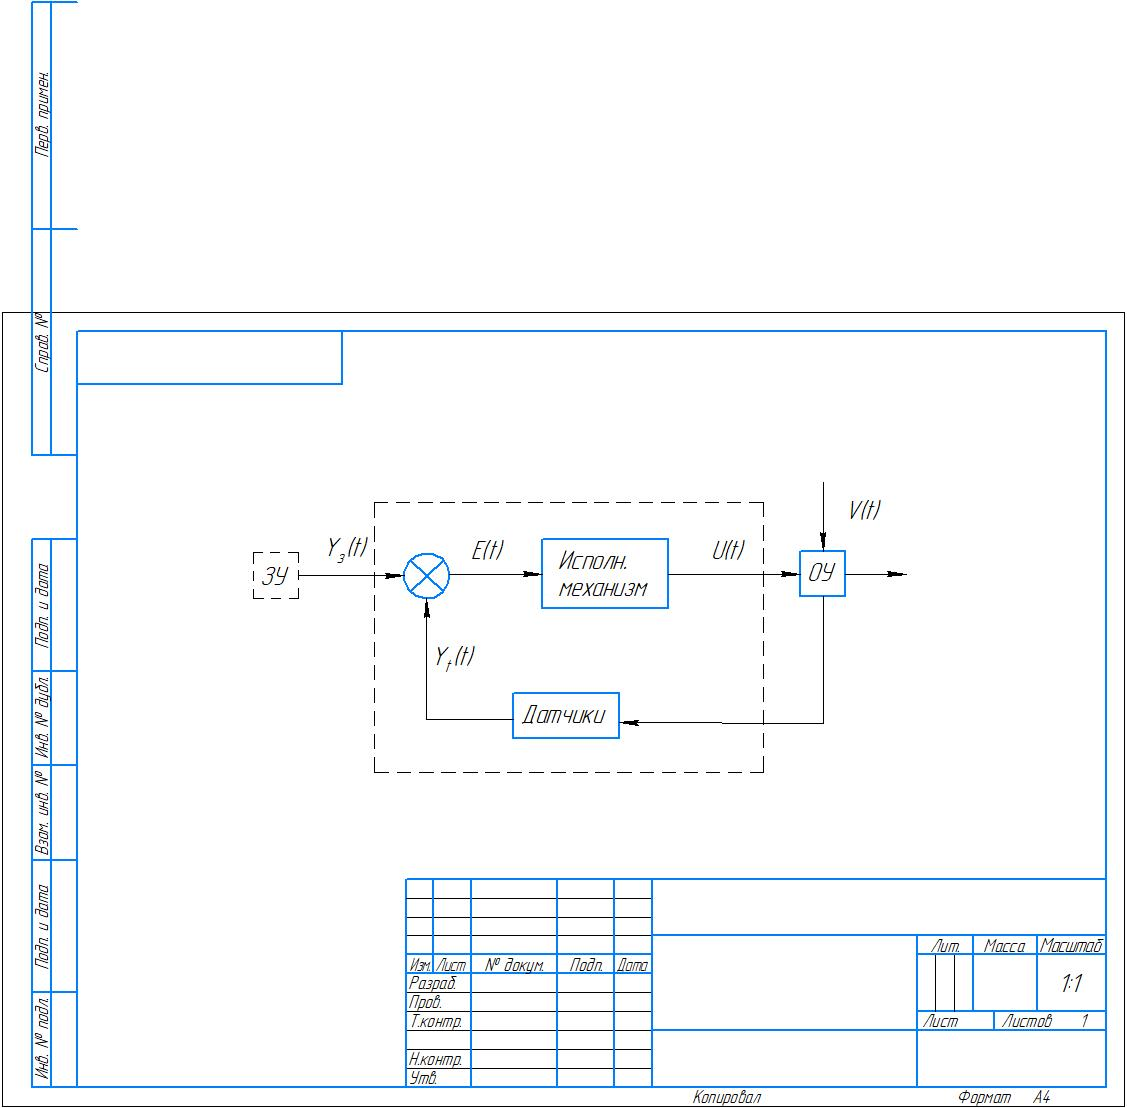 Перв. примен.
Справ. №
Подп. и дата
Инв. № дубл.
Взам. инв. №
Подп. и дата
Инв. № подл.
V(t)
Yз(t)
E(t)
U(t)
ЗУ
Исполн.
механизм
ОУ
Yt(t)
Датчики
Изм. Лист № докум. Подп. Дата
Разраб.
Пров.
Т.контр.
Н.контр.
Утв.
Лит. Масса Масштаб
1:1
Лист Листов 1
Копировал Формат A4